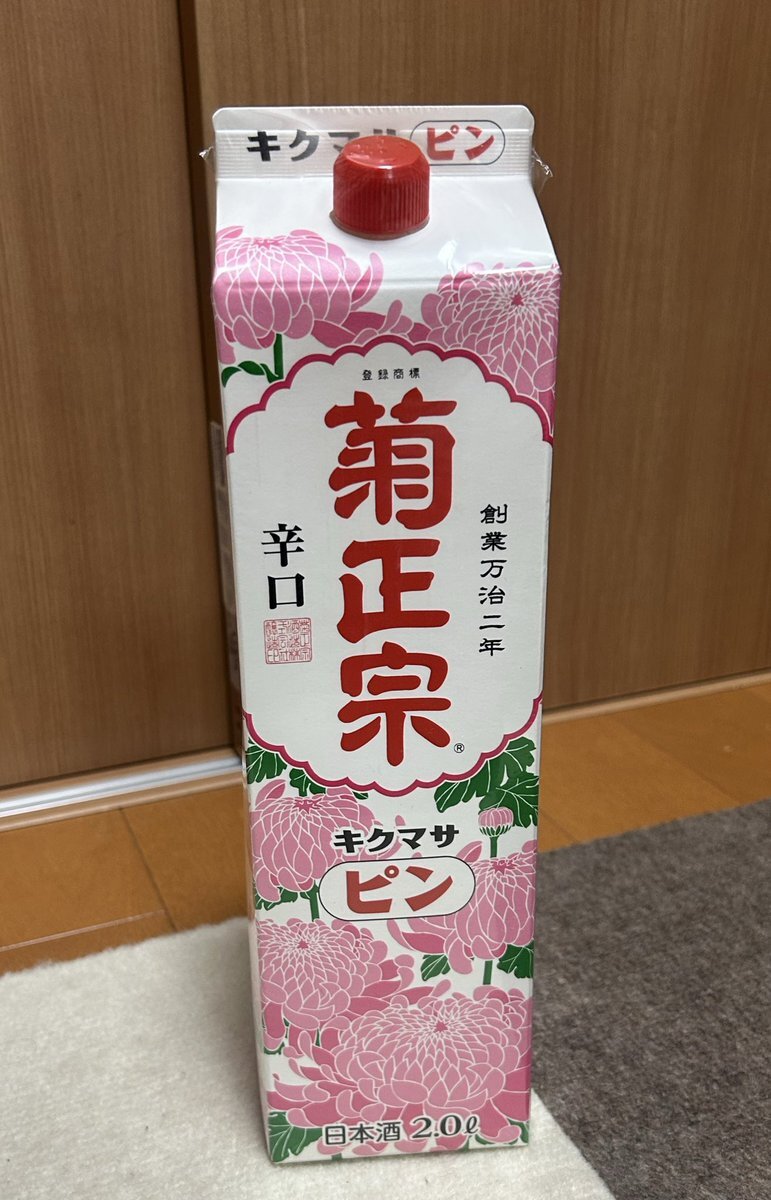 キクマサ ピン
登録商標
菊正宗
創業万治二年
辛口
®
キクマサ
ピン
日本酒 2.0ℓ